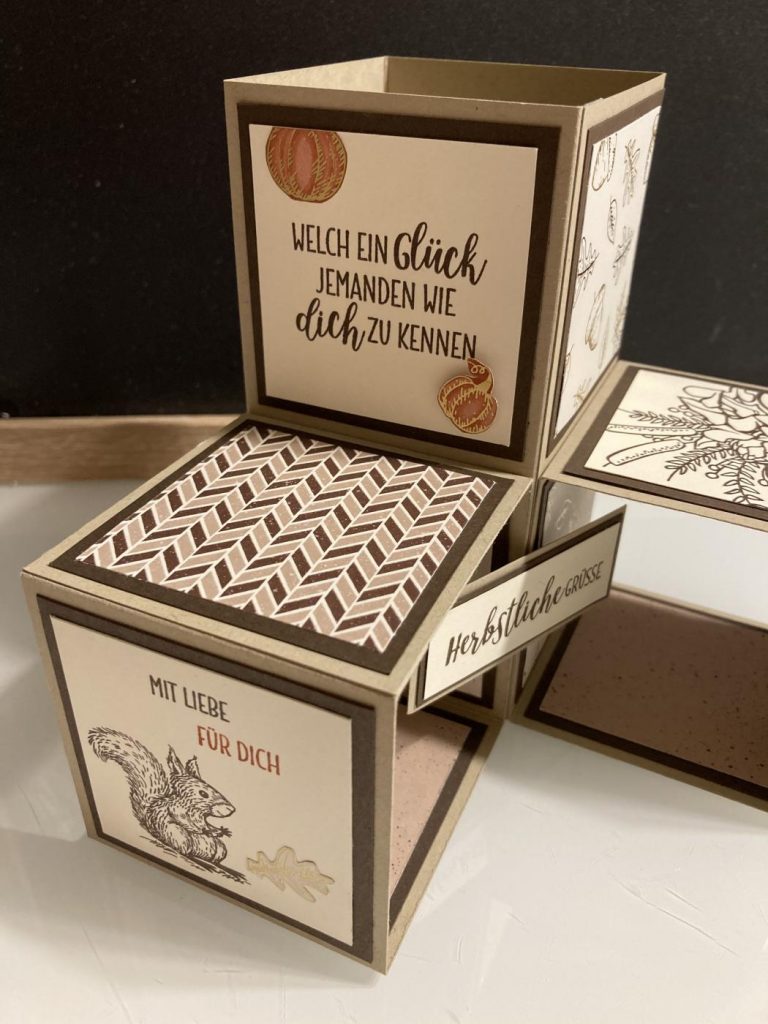 WELCH EIN Glück
JEMANDEN WIE
dich ZU KENNEN
Herbstliche GRÜSSE
MIT LIEBE
FÜR DICH